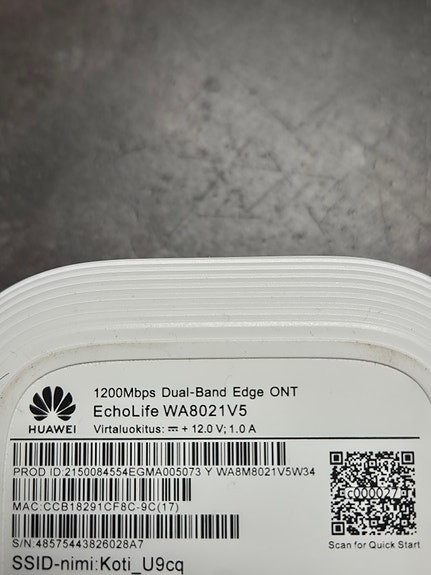 1200Mbps Dual-Band Edge ONT
EchoLife WA8021V5
HUAWEI
Virtaluokitus: ⎓ + 12.0 V; 1.0 A
PROD ID:2150084554EGMA005073 Y WA8M8021V5W34
c000027
MAC:CCB18291CF8C-9C(17)
S/N:48575443826028A7
Scan for Quick Start
SSID-nimi:Koti_U9cq